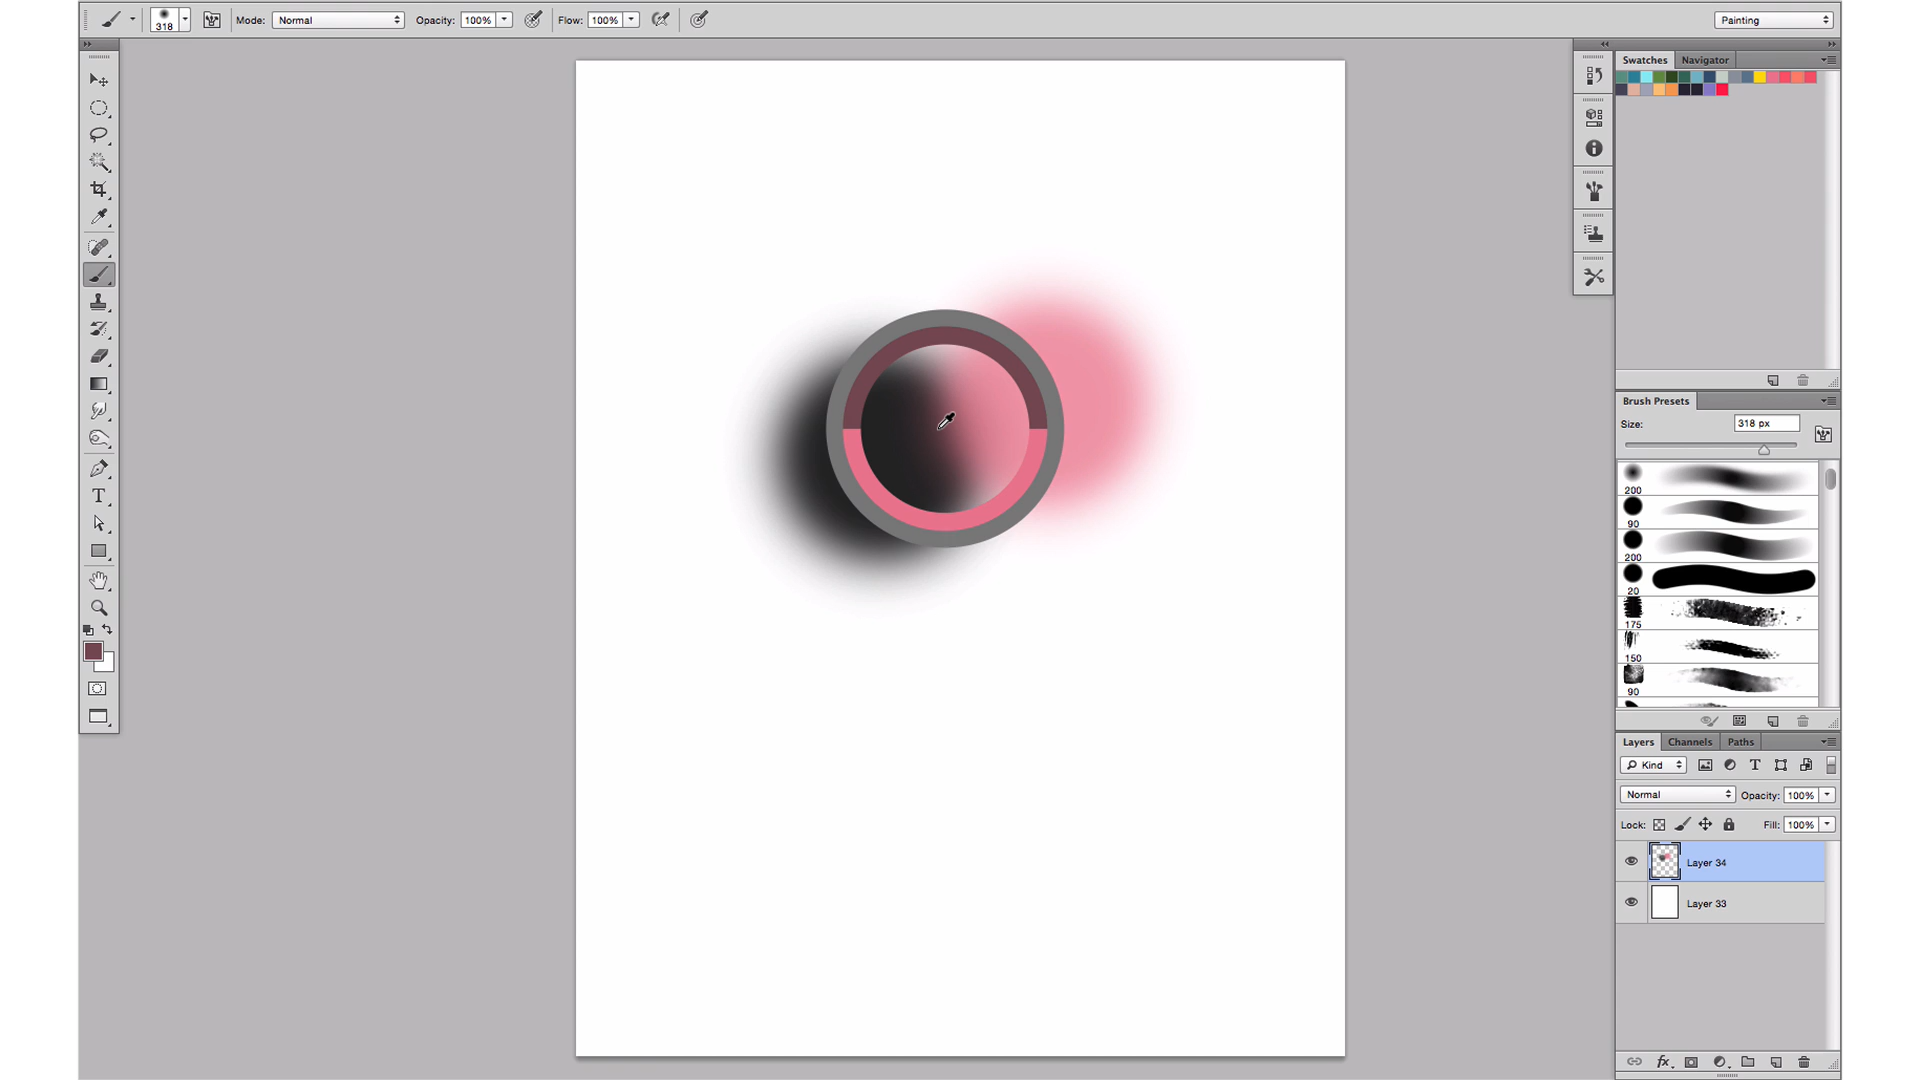 318
Mode: Normal
Opacity: 100%
Flow: 100%
Painting
Swatches Navigator
Brush Presets
Size: 318 px
200
90
200
20
175
150
90
Layers Channels Paths
Kind
Normal Opacity: 100%
Lock: Fill: 100%
Layer 34
Layer 33
fx